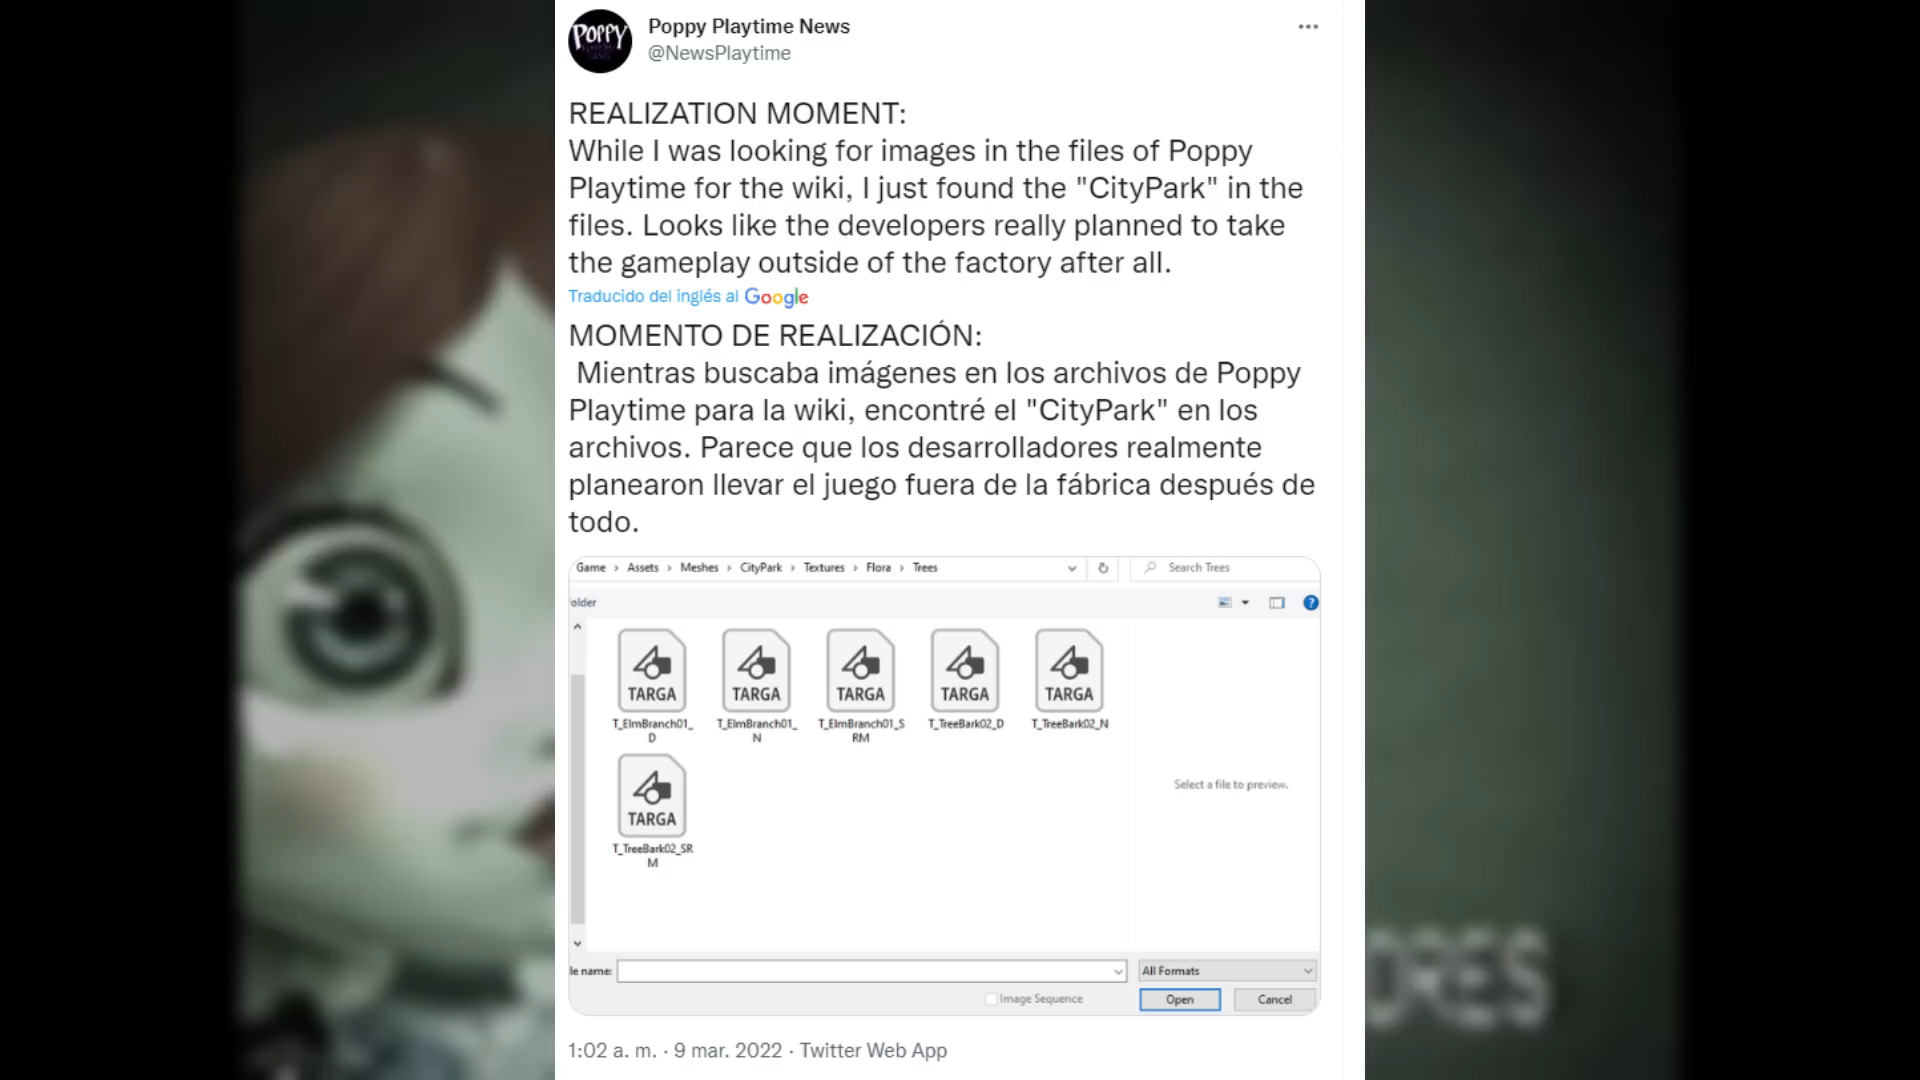 POPPY
Poppy Playtime News
@NewsPlaytime
REALIZATION MOMENT:
While I was looking for images in the files of Poppy
Playtime for the wiki, I just found the "CityPark" in the
files. Looks like the developers really planned to take
the gameplay outside of the factory after all.
Traducido del inglés al Google
MOMENTO DE REALIZACIÓN:
Mientras buscaba imágenes en los archivos de Poppy
Playtime para la wiki, encontré el "CityPark" en los
archivos. Parece que los desarrolladores realmente
planearon llevar el juego fuera de la fábrica después de
todo.
Game › Assets › Meshes › CityPark › Textures › Flora › Trees
Search Trees
older
TARGA TARGA TARGA TARGA TARGA
T_ElmBranch01_ T_ElmBranch01_ T_ElmBranch01_S T_TreeBark02_D T_TreeBark02_N
D N RM
Select a file to preview.
TARGA
T_TreeBark02_SR
M
le name:
All Formats
Image Sequence
Open
Cancel
ORES
1:02 a. m. · 9 mar. 2022 · Twitter Web App